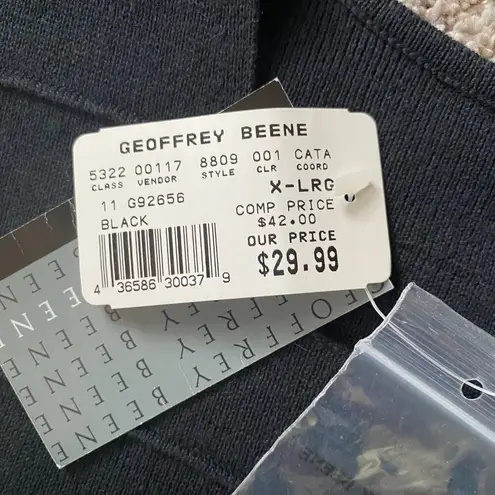 GEOFFREY BEENE
5322 00117 8809 001 CATA
CLASS VENDOR STYLE CLR COORD
11 G92656 X-LRG
BLACK COMP PRICE
$42.00
OUR PRICE
$29.99
4 36586 30037 9
BEENE
GEOFFREY BEENE